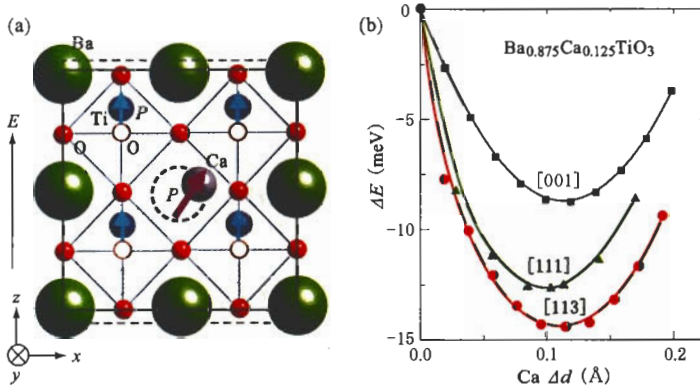 (a)
Ba
E
Ti
P
O
O
Ca
P
z
y
x
(b)
Ba0.875Ca0.125TiO3
ΔE (meV)
0
−5
−10
−15
[001]
[111]
[113]
0.0
0.1
0.2
Ca Δd (Å)